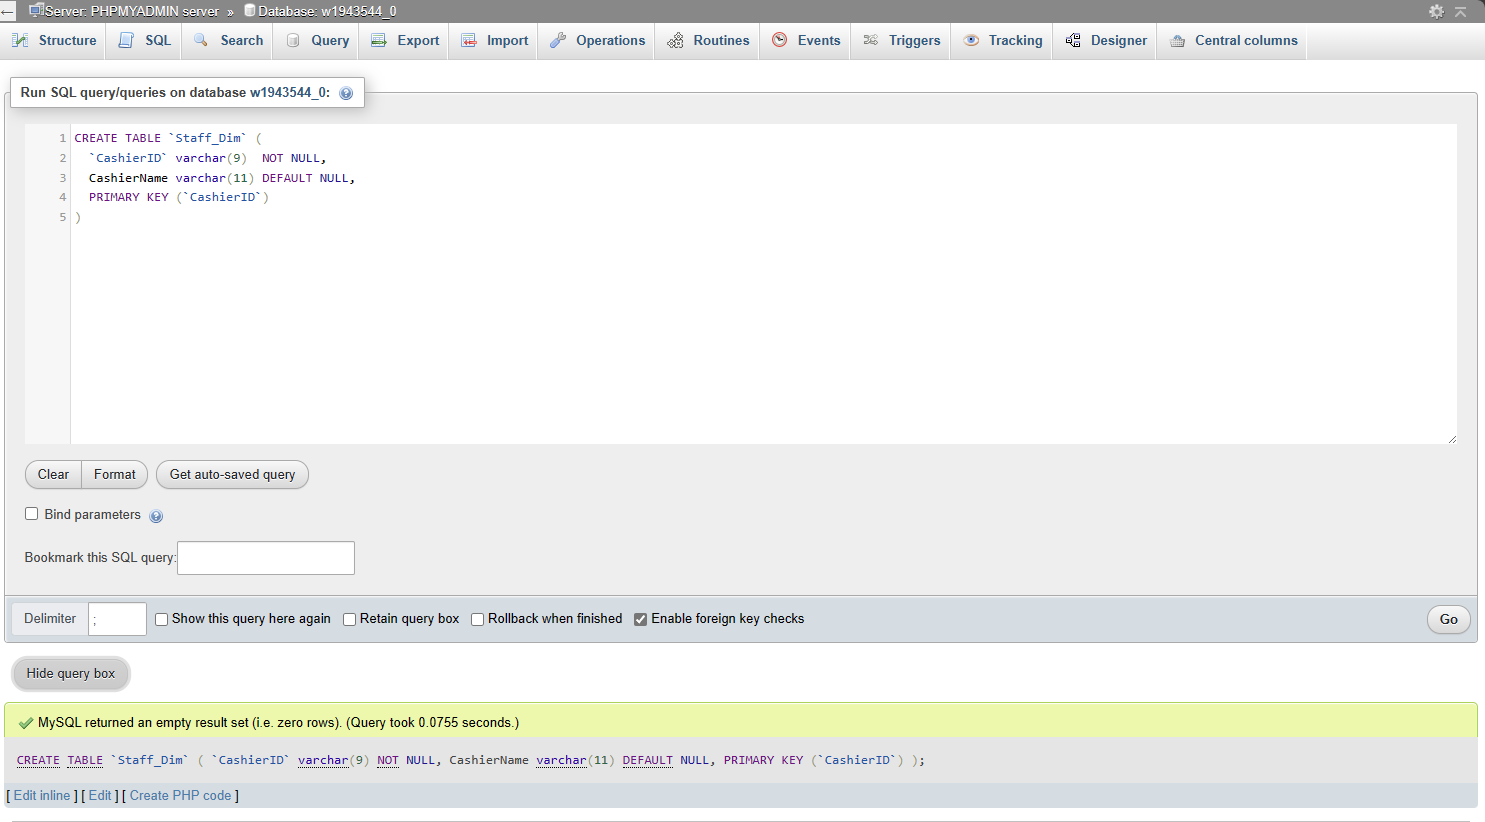 Server: PHPMYADMIN server » Database: w1943544_0
Structure SQL Search Query Export Import Operations Routines Events Triggers Tracking Designer Central columns
Run SQL query/queries on database w1943544_0:
1 CREATE TABLE `Staff_Dim` (
2 `CashierID` varchar(9)  NOT NULL,
3 CashierName varchar(11) DEFAULT NULL,
4 PRIMARY KEY (`CashierID`)
5 )
Clear Format Get auto-saved query
Bind parameters
Bookmark this SQL query:
Delimiter ; Show this query here again Retain query box Rollback when finished Enable foreign key checks Go
Hide query box
MySQL returned an empty result set (i.e. zero rows). (Query took 0.0755 seconds.)
CREATE TABLE `Staff_Dim` ( `CashierID` varchar(9) NOT NULL, CashierName varchar(11) DEFAULT NULL, PRIMARY KEY (`CashierID`) );
[ Edit inline ] [ Edit ] [ Create PHP code ]